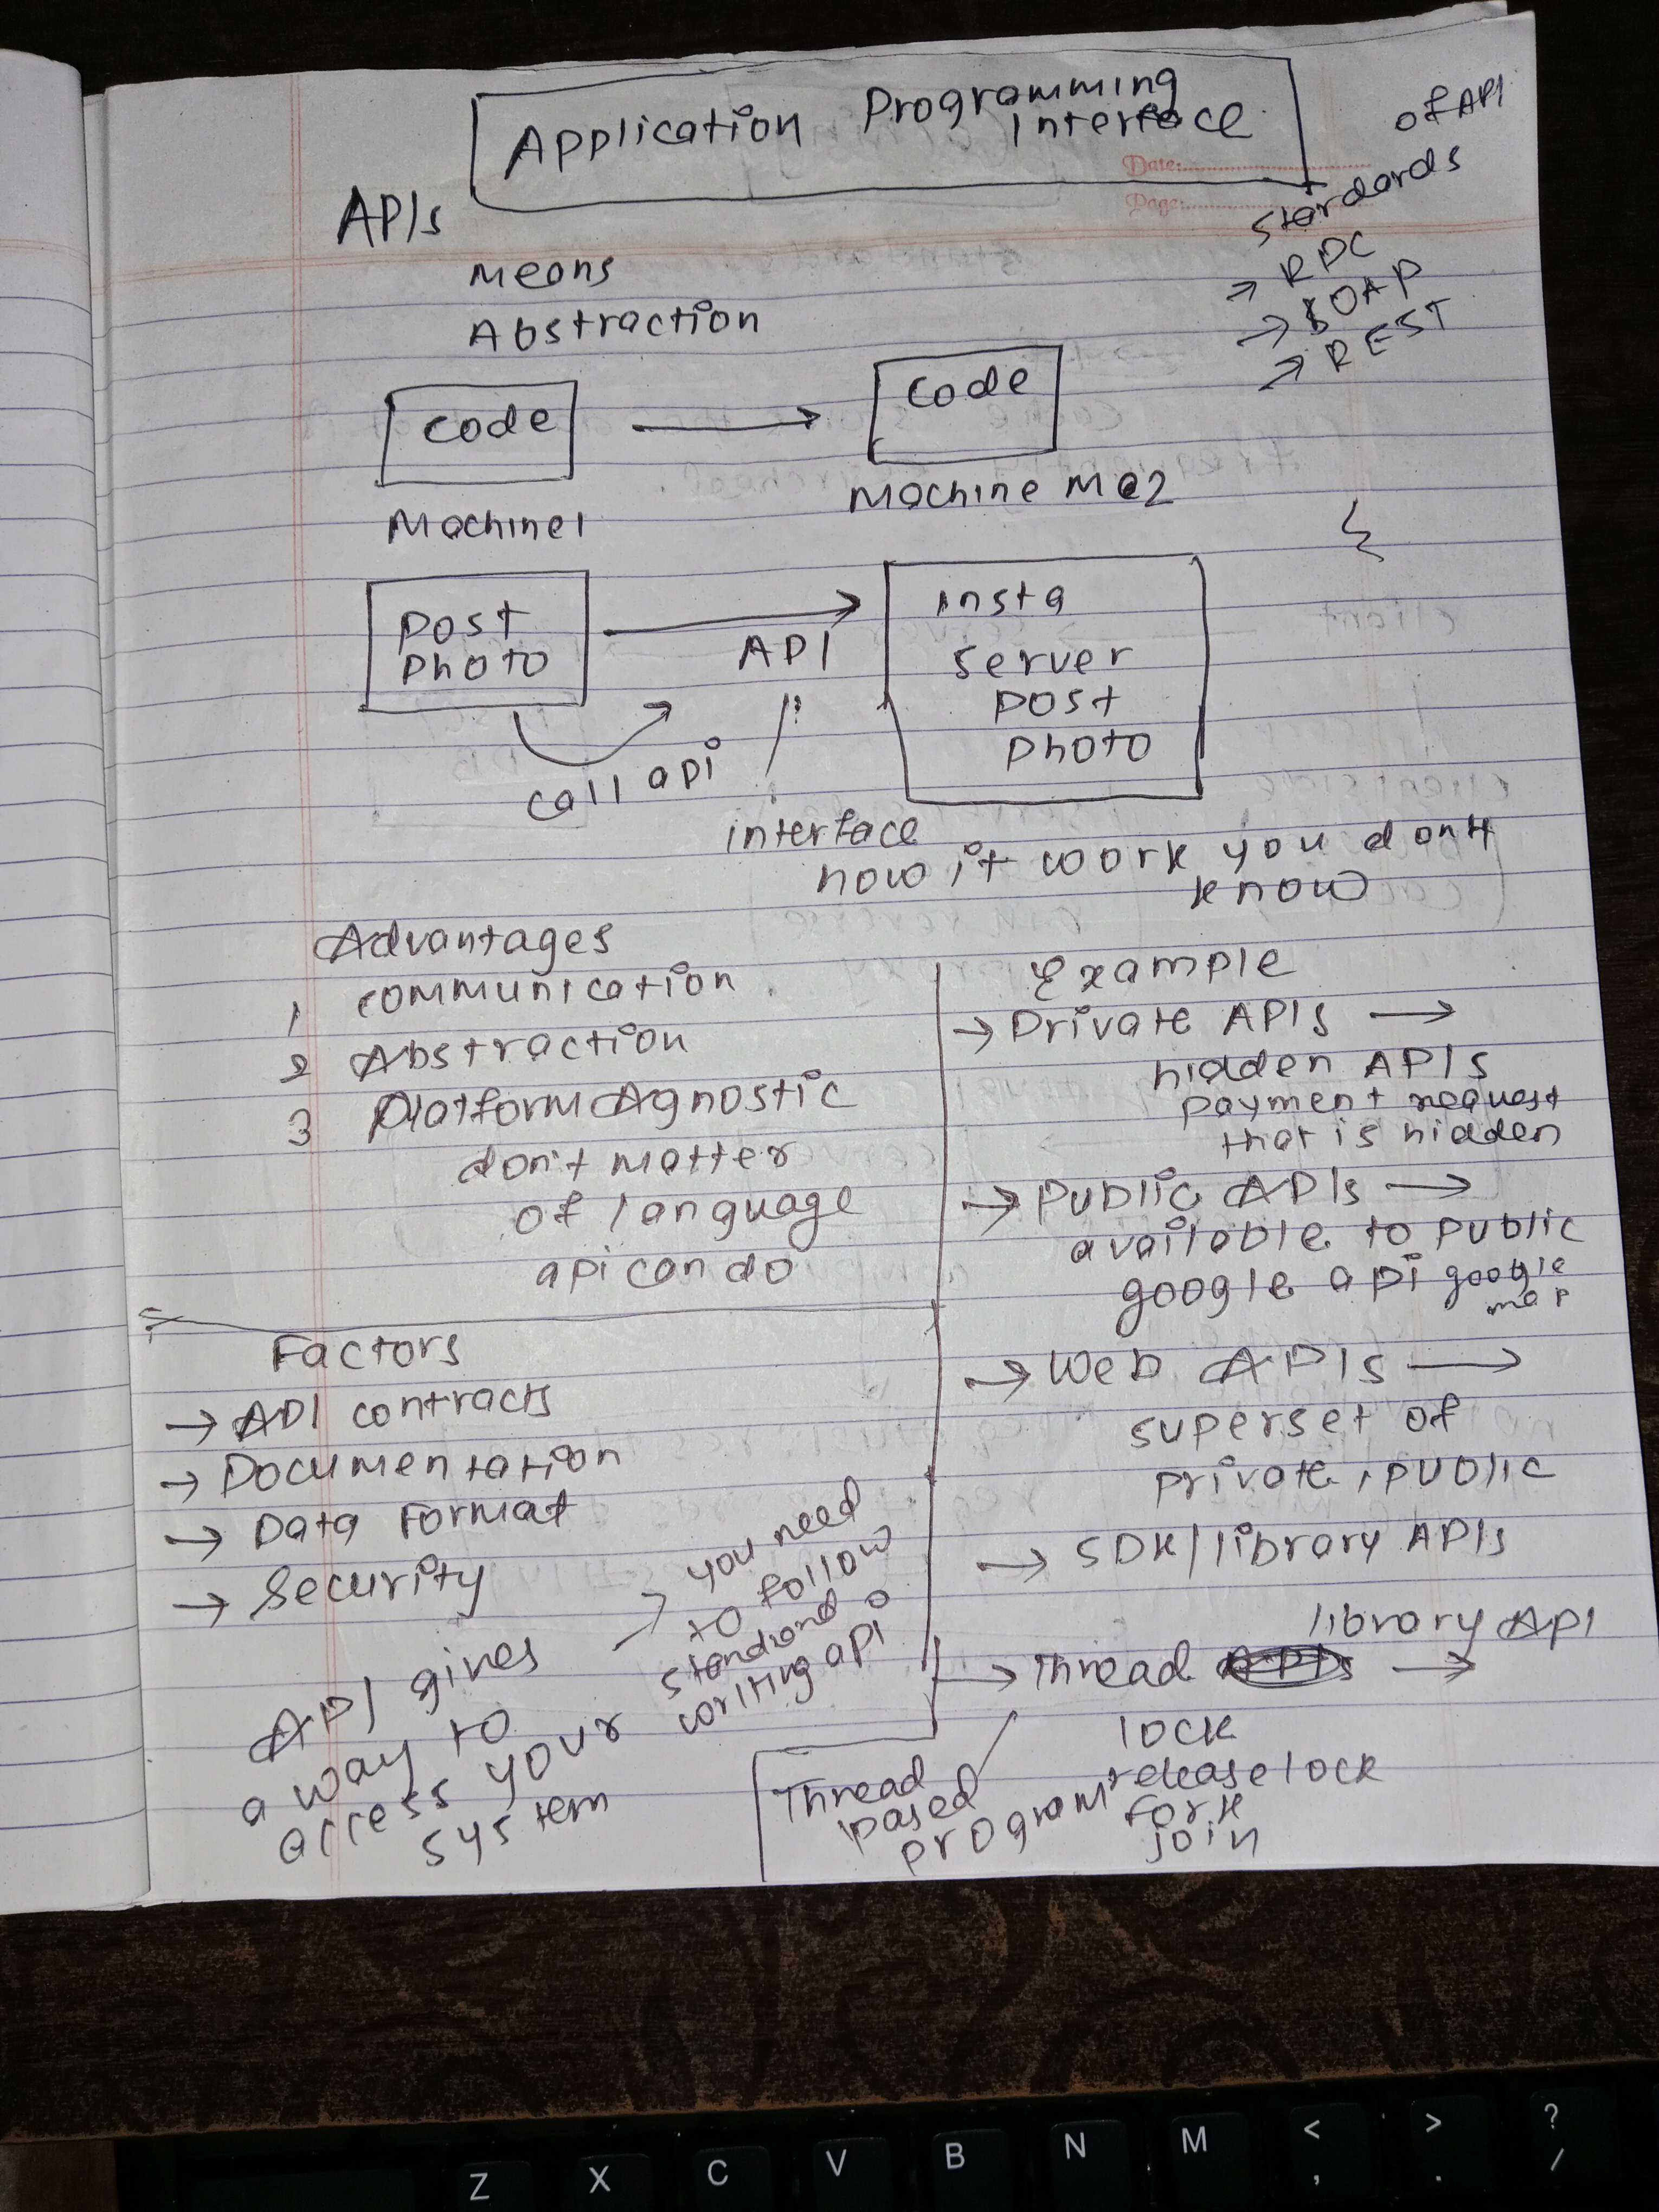 Application Programming
Interface
Date:
Page:
APIs
means
Abstraction
standards of API
→ RPC
→ SOAP
→ REST
code → code
Machine1
Machine Me2
post
photo
API
insta
server
post
photo
call api
interface
how it work you don't
know
Advantages
1 communication
2 Abstraction
3 Platform Agnostic
don't matter
of language
api can do
Example
→ Private APIs →
hidden APIs
payment request
that is hidden
→ Public APIs →
available to public
google api google
map
→ Web APIs →
superset of
private, public
→ SDK/library APIs
library API
→ Thread →
lock
release lock
fork
join
Thread
based
program
Factors
→ API contracts
→ Documentation
→ Data Format
→ Security
API gives
a way to
access your
system
→ you need
to follow
writing api
Z X C V B N M < , > . ? /